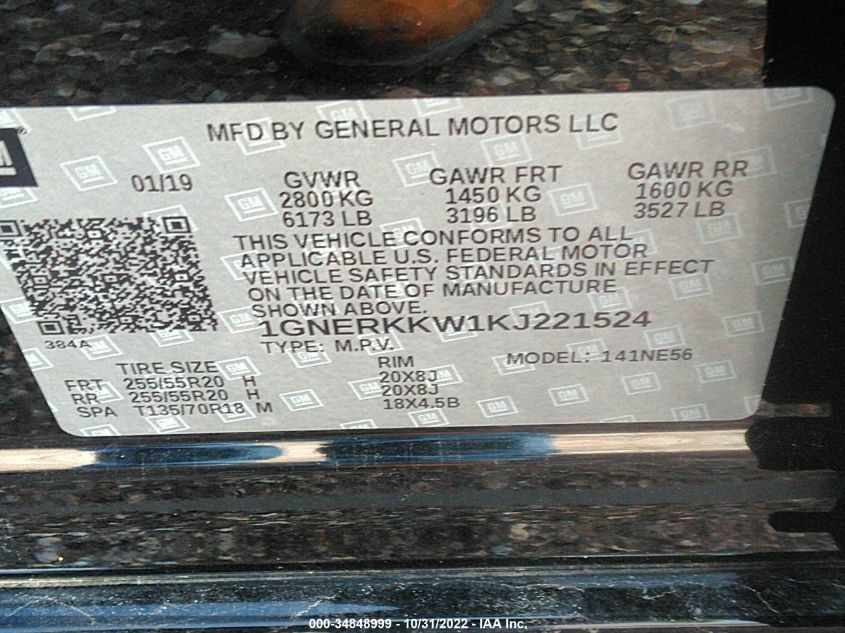 MFD BY GENERAL MOTORS LLC
GM
01/19 GVWR GAWR FRT GAWR RR
2800 KG 1450 KG 1600 KG
6173 LB 3196 LB 3527 LB
THIS VEHICLE CONFORMS TO ALL
APPLICABLE U.S. FEDERAL MOTOR
VEHICLE SAFETY STANDARDS IN EFFECT
ON THE DATE OF MANUFACTURE
SHOWN ABOVE.
1GNERKKW1KJ221524
384A
TYPE: M.P.V. MODEL: 141NE56
TIRE SIZE RIM
FRT 255/55R20 H 20X8J
RR 255/55R20 H 20X8J
SPA T135/70R18 M 18X4.5B
000-34848999 - 10/31/2022 - IAA Inc.